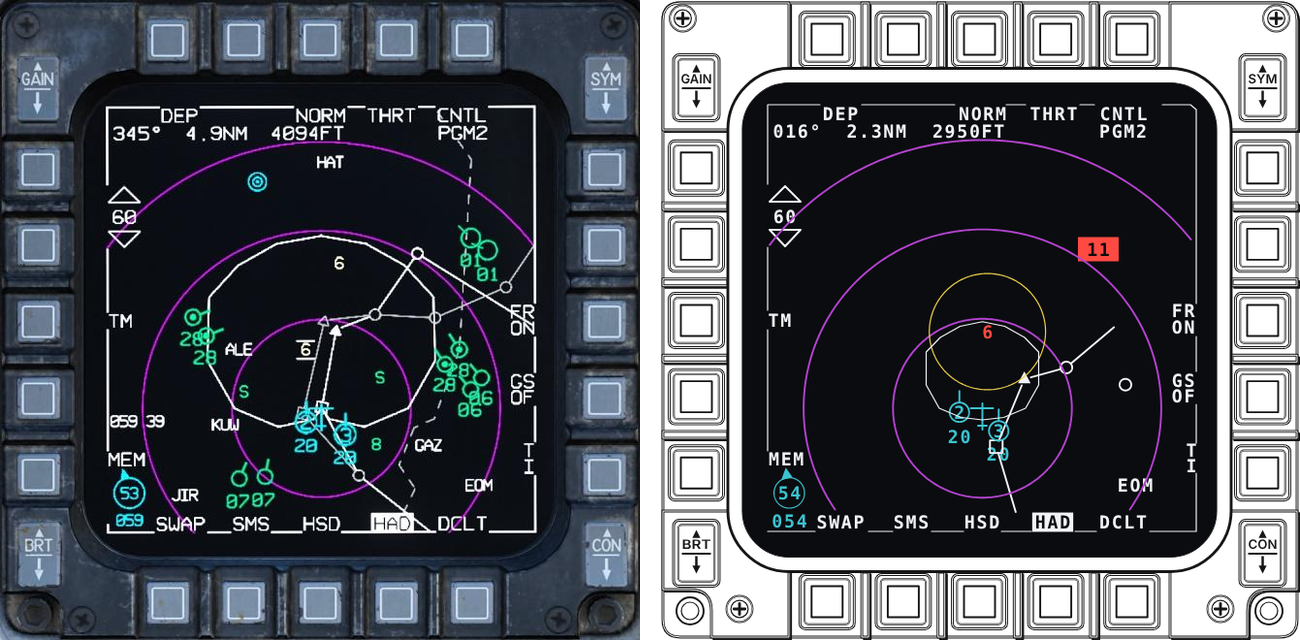 DEP NORM THRT CNTL
345° 4.9NM 4094FT PGM2
GAIN
SYM
HAT
60
6
01
01
FR
ON
TM
28
28
ALE
6
28
28
S
S
06
06
GS
OF
059 39
KUW
2
3
20
20
8
GAZ
T
I
MEM
53
059
JIR
07 07
EOM
SWAP SMS HSD HAD DCLT
BRT
CON
DEP NORM THRT CNTL
016° 2.3NM 2950FT PGM2
GAIN
SYM
60
11
TM
6
FR
ON
GS
OF
2
3
20
20
T
I
MEM
54
054
EOM
SWAP SMS HSD HAD DCLT
BRT
CON